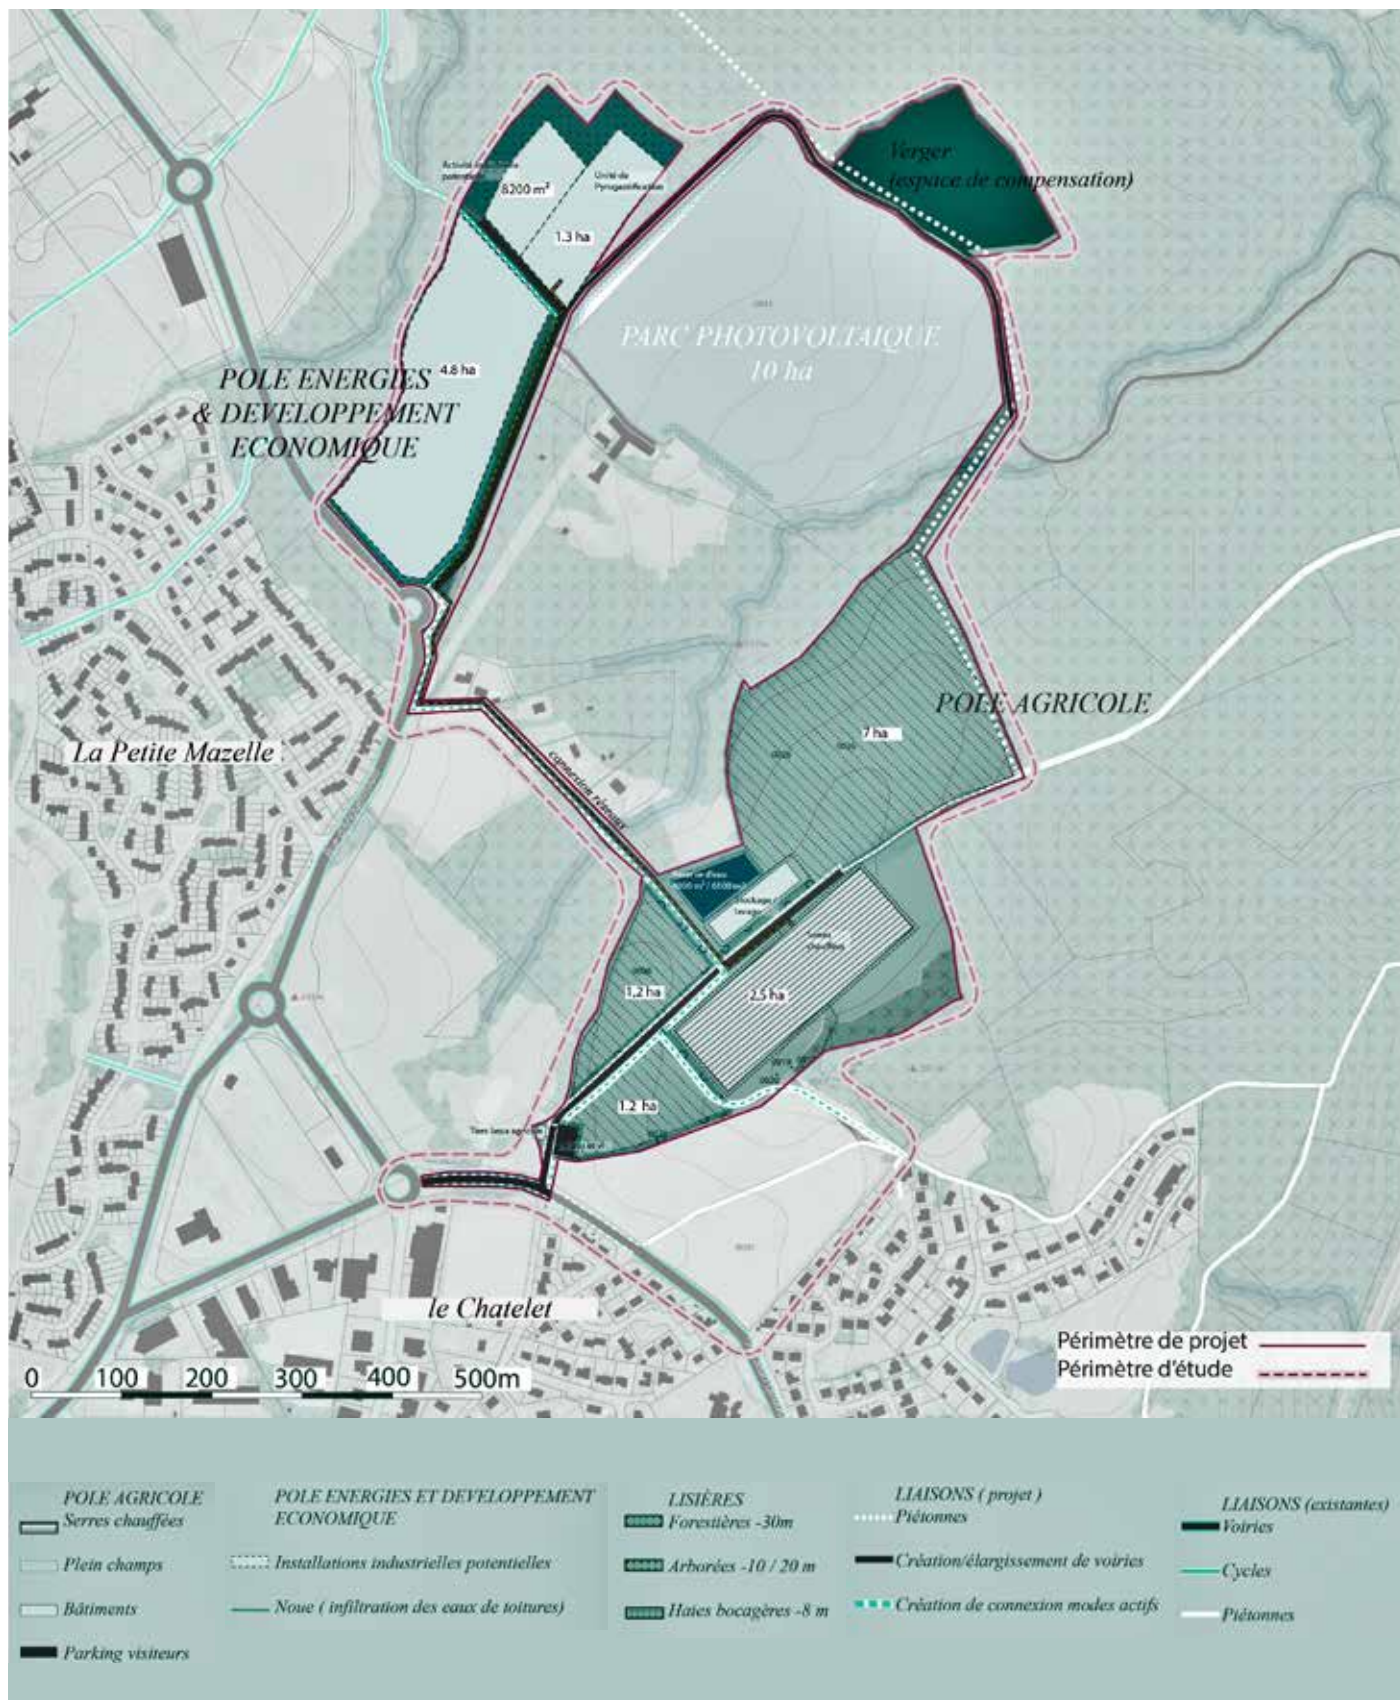 Verger
(espace de compensation)
Activité
8200 m²
Unité de
Pyrogazéification
1.3 ha
PARC PHOTOVOLTAIQUE
10 ha
4.8 ha
POLE ENERGIES
& DEVELOPPEMENT
ECONOMIQUE
POLE AGRICOLE
7 ha
La Petite Mazelle
connexion réseaux
Stockage
lavage
1,2 ha
2,5 ha
1.2 ha
le Chatelet
Périmètre de projet
Périmètre d'étude
0 100 200 300 400 500m
POLE AGRICOLE
Serres chauffées
Plein champs
Bâtiments
Parking visiteurs
POLE ENERGIES ET DEVELOPPEMENT
ECONOMIQUE
Installations industrielles potentielles
Noue ( infiltration des eaux de toitures)
LISIÈRES
Forestières -30m
Arborées -10 / 20 m
Haies bocagères -8 m
LIAISONS ( projet )
Piétonnes
Création/élargissement de voiries
Création de connexion modes actifs
LIAISONS (existantes)
Voiries
Cycles
Piétonnes